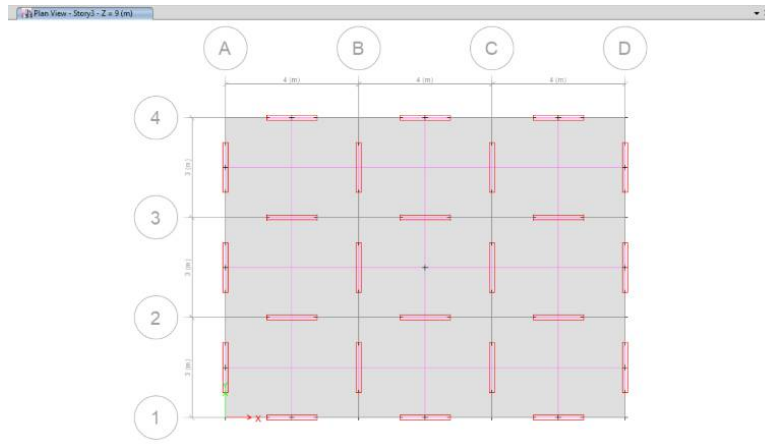 Plan View - Story3 - Z = 9 (m)
A B C D
4 (m) 4 (m) 4 (m)
4
3 (m)
3
3 (m)
2
3 (m)
Y
1
X